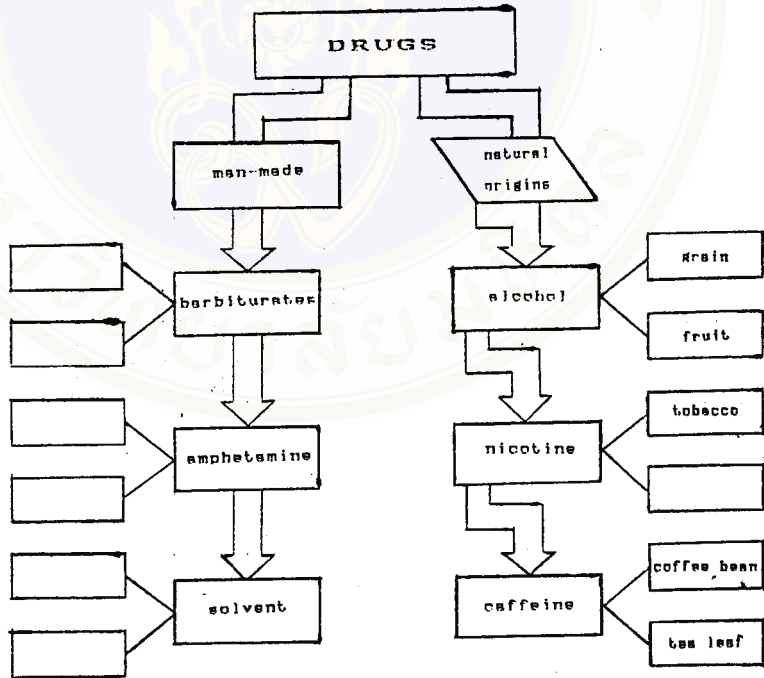 DRUGS
man-made
natural
origins
barbiturates
alcohol
grain
fruit
amphetamine
nicotine
tobacco
solvent
caffeine
coffee bean
tea leaf